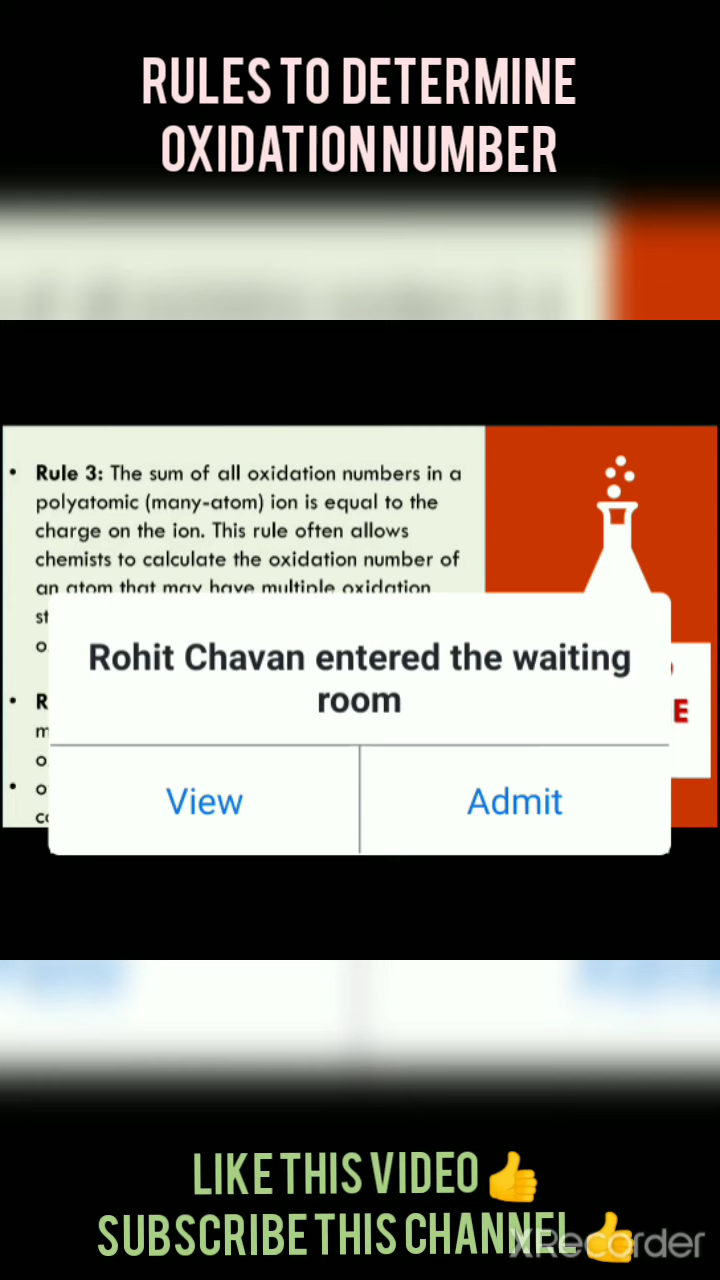 RULES TO DETERMINE
OXIDATION NUMBER
• Rule 3: The sum of all oxidation numbers in a
polyatomic (many-atom) ion is equal to the
charge on the ion. This rule often allows
chemists to calculate the oxidation number of
an atom that may have multiple oxidation
Rohit Chavan entered the waiting
room
View
Admit
E
LIKE THIS VIDEO 👍
SUBSCRIBE THIS CHANNEL 👍
XRecorder